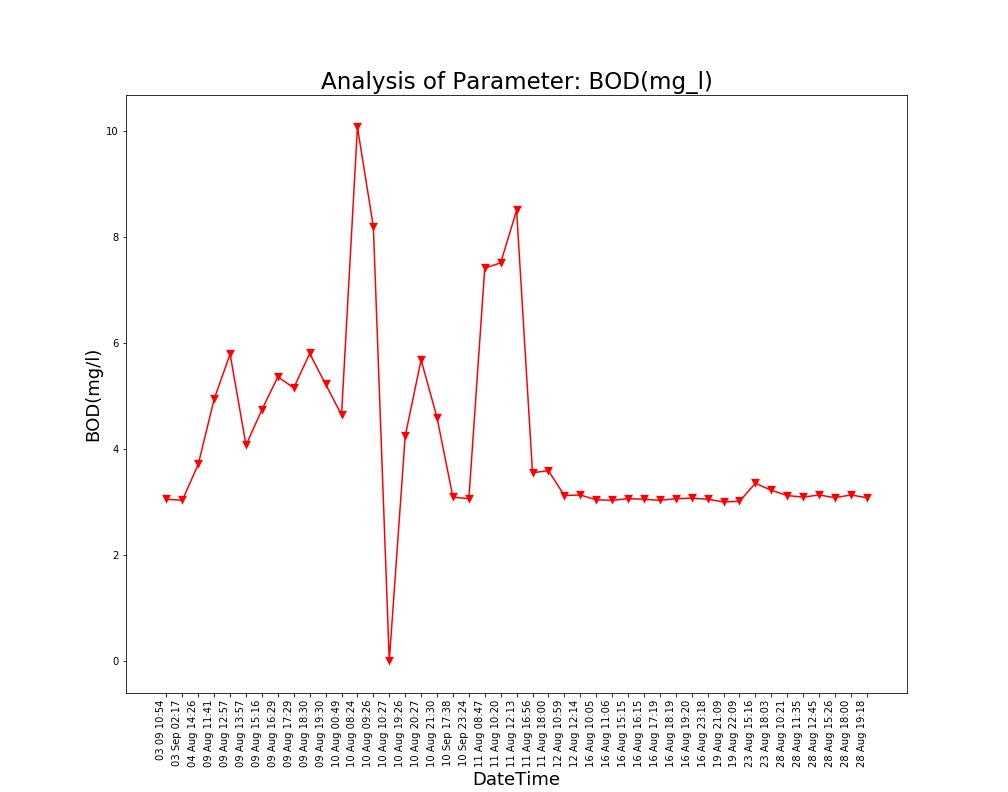 Analysis of Parameter: BOD(mg_l)
BOD(mg/l)
10
8
6
4
2
0
03 09 10:54
03 Sep 02:17
04 Aug 14:26
09 Aug 11:41
09 Aug 12:57
09 Aug 13:57
09 Aug 15:16
09 Aug 16:29
09 Aug 17:29
09 Aug 18:30
09 Aug 19:30
10 Aug 00:49
10 Aug 08:24
10 Aug 09:26
10 Aug 10:27
10 Aug 19:26
10 Aug 20:27
10 Aug 21:30
10 Sep 17:38
10 Sep 23:24
11 Aug 08:47
11 Aug 10:20
11 Aug 12:13
11 Aug 16:56
11 Aug 18:00
12 Aug 10:59
12 Aug 12:14
16 Aug 10:05
16 Aug 11:06
16 Aug 15:15
16 Aug 16:15
16 Aug 17:19
16 Aug 18:19
16 Aug 19:20
16 Aug 23:18
19 Aug 21:09
19 Aug 22:09
23 Aug 15:16
23 Aug 18:03
28 Aug 10:21
28 Aug 11:35
28 Aug 12:45
28 Aug 15:26
28 Aug 18:00
28 Aug 19:18
DateTime